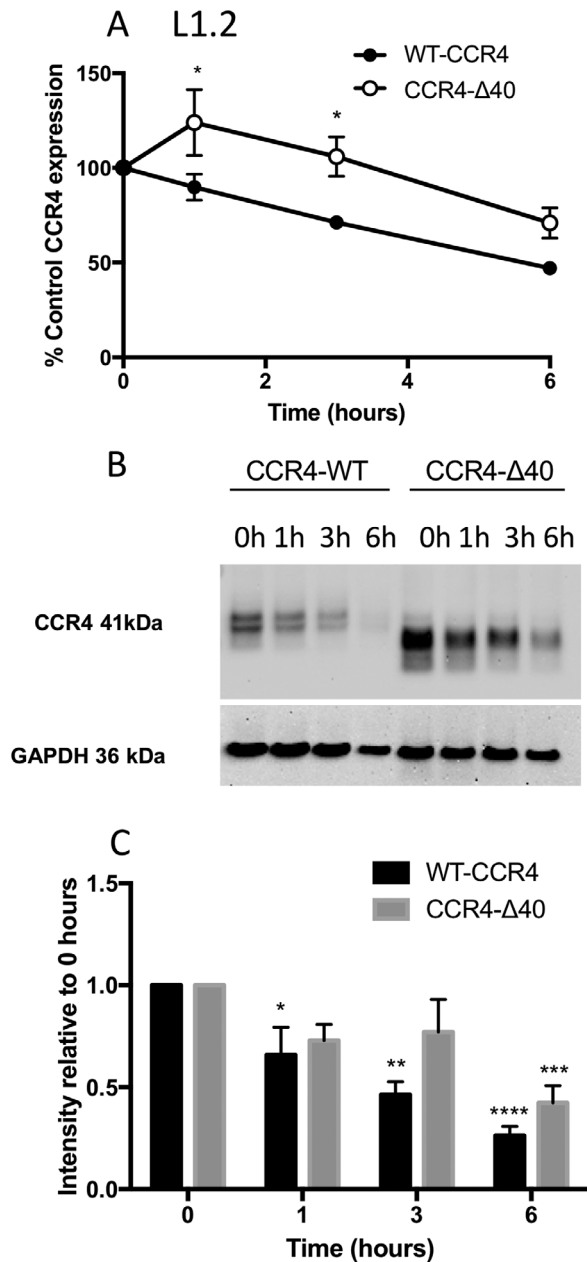 A L1.2
WT-CCR4
CCR4-Δ40
% Control CCR4 expression
150
100
50
0
* *
0 2 4 6
Time (hours)
B
CCR4-WT CCR4-Δ40
0h 1h 3h 6h 0h 1h 3h 6h
CCR4 41kDa
GAPDH 36 kDa
C
WT-CCR4
CCR4-Δ40
Intensity relative to 0 hours
1.5
1.0
0.5
0.0
* ** **** ***
0 1 3 6
Time (hours)